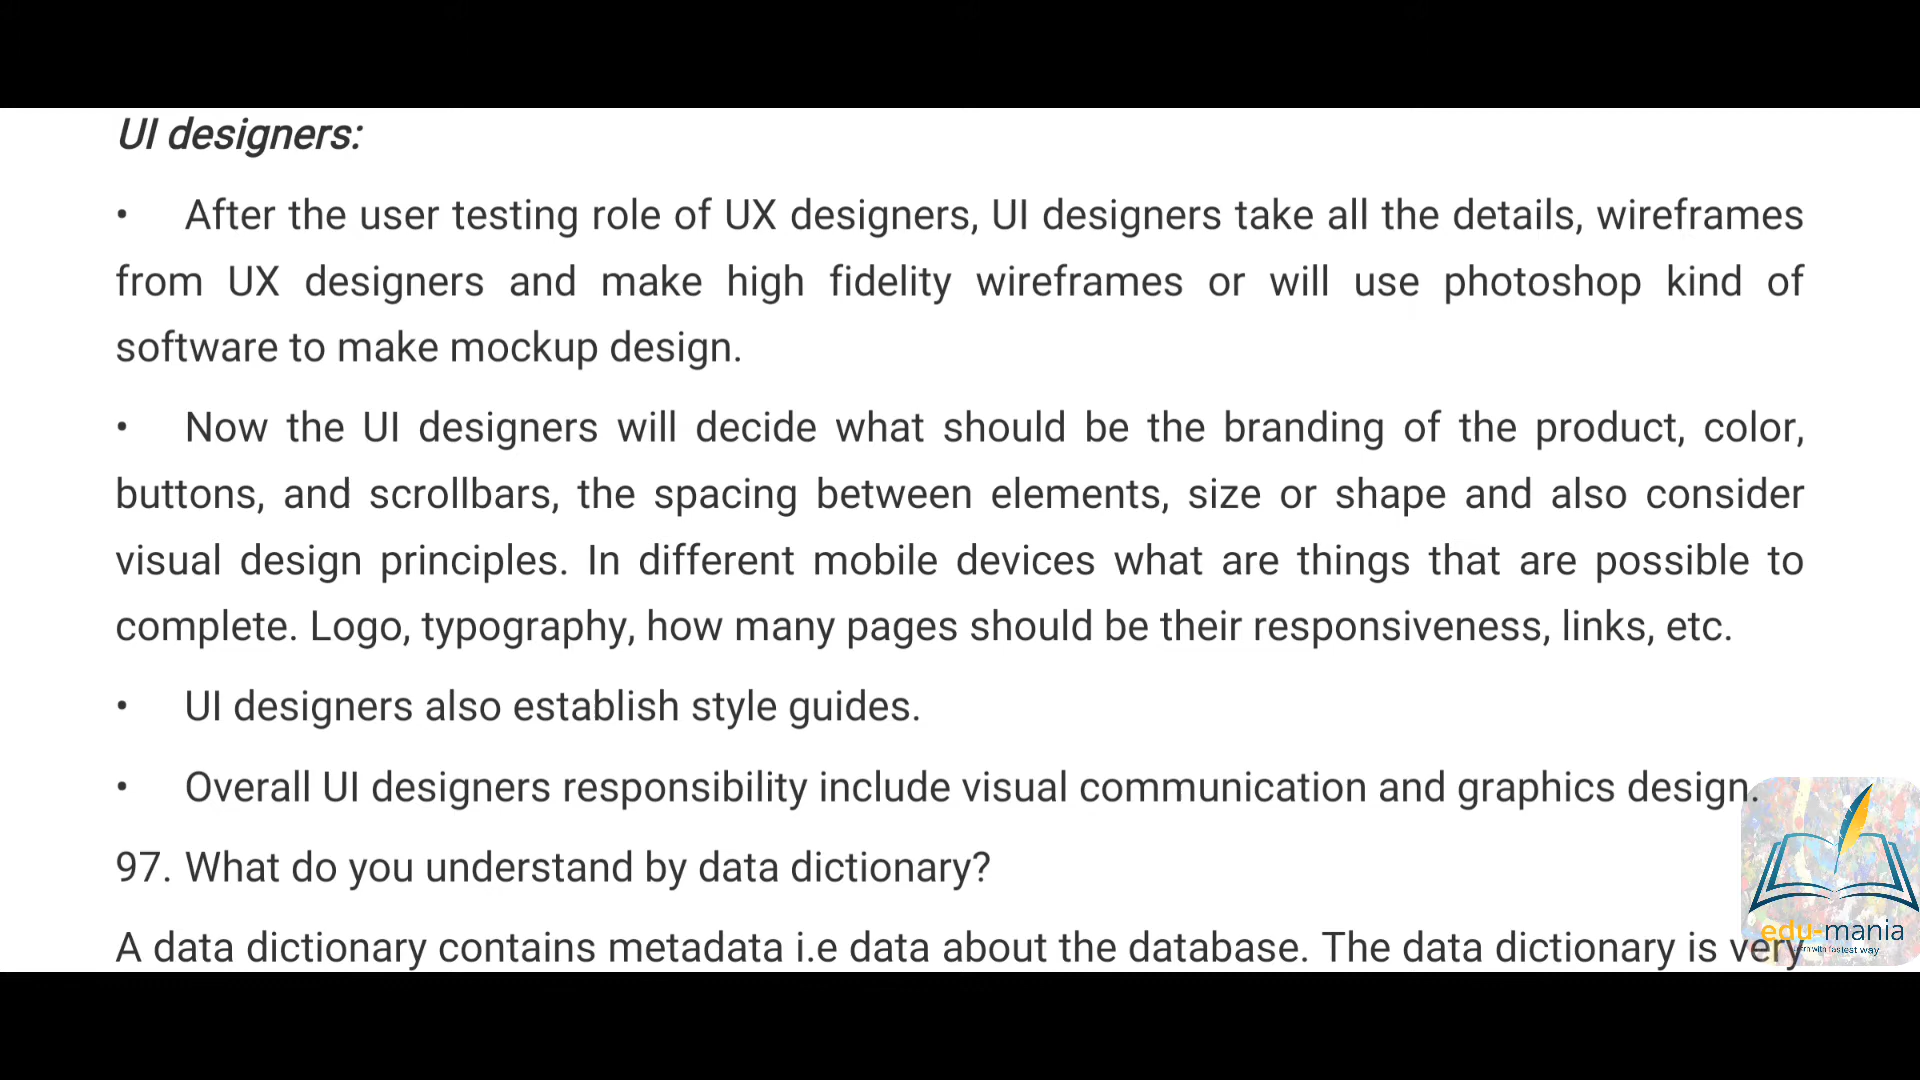 UI designers:
• After the user testing role of UX designers, UI designers take all the details, wireframes
from UX designers and make high fidelity wireframes or will use photoshop kind of
software to make mockup design.
• Now the UI designers will decide what should be the branding of the product, color,
buttons, and scrollbars, the spacing between elements, size or shape and also consider
visual design principles. In different mobile devices what are things that are possible to
complete. Logo, typography, how many pages should be their responsiveness, links, etc.
• UI designers also establish style guides.
• Overall UI designers responsibility include visual communication and graphics design.
97. What do you understand by data dictionary?
A data dictionary contains metadata i.e data about the database. The data dictionary is very
edu-mania
with fastest way